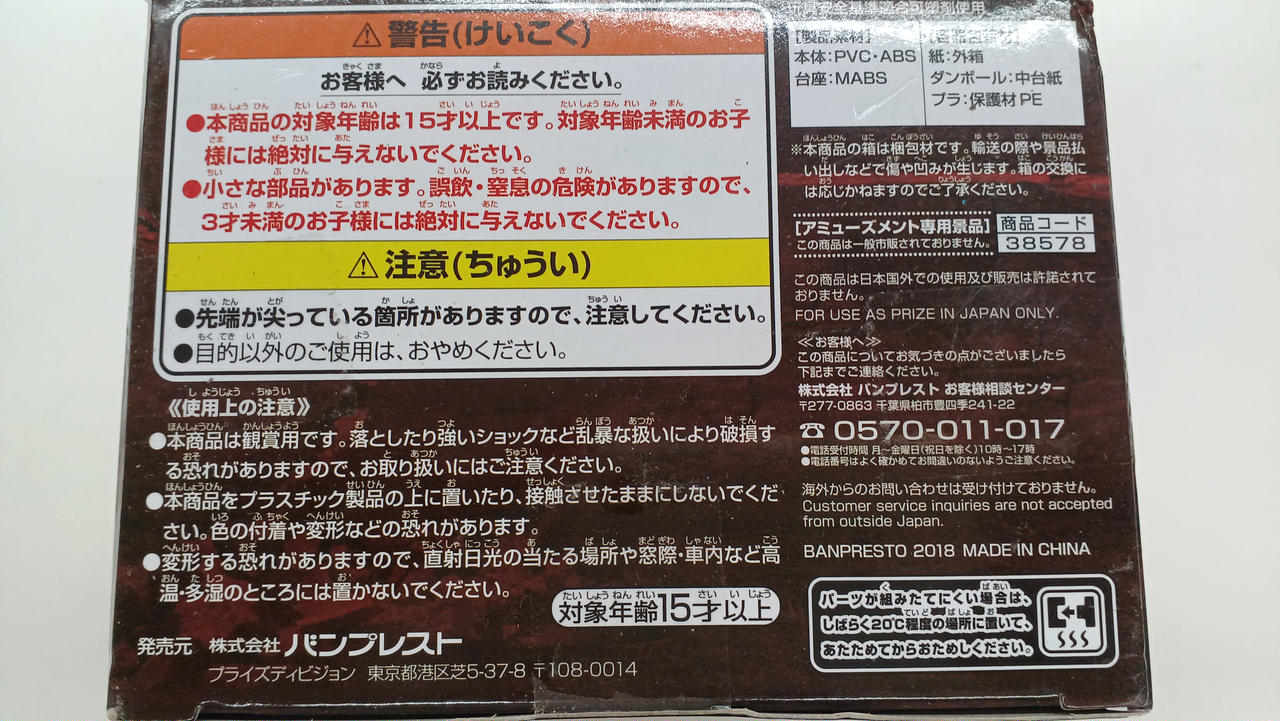 警告(けいこく)
お客様へ 必ずお読みください。
●本商品の対象年齢は15才以上です。対象年齢未満のお子
様には絶対に与えないでください。
●小さな部品があります。誤飲・窒息の危険がありますので、
3才未満のお子様には絶対に与えないでください。
注意(ちゅうい)
●先端が尖っている箇所がありますので、注意してください。
●目的以外のご使用は、おやめください。
《使用上の注意》
●本商品は観賞用です。落としたり強いショックなど乱暴な扱いにより破損す
る恐れがありますので、お取り扱いにはご注意ください。
●本商品をプラスチック製品の上に置いたり、接触させたままにしないでくだ
さい。色の付着や変形などの恐れがあります。
●変形する恐れがありますので、直射日光の当たる場所や窓際・車内など高
温・多湿のところには置かないでください。
対象年齢15才以上
発売元 株式会社 バンプレスト
プライズディビジョン 東京都港区芝5-37-8 〒108-0014
玩具安全基準適合可塑剤使用
【製品素材】
本体:PVC・ABS
台座:MABS
紙:外箱
ダンボール:中台紙
プラ:保護材PE
※本商品の箱は梱包材です。輸送の際や景品払
い出しなどで傷や凹みが生じます。箱の交換に
は応じかねますのでご了承ください。
[アミューズメント専用景品]
この商品は一般市販されておりません。
商品コード
38578
この商品は日本国外での使用及び販売は許諾されて
おりません。
FOR USE AS PRIZE IN JAPAN ONLY.
≪お客様へ≫
この商品についてお気づきの点がございましたら
下記までご連絡ください。
株式会社 バンプレスト お客様相談センター
〒277-0863 千葉県柏市豊四季241-22
☎ 0570-011-017
●電話受付時間 月〜金曜日(祝日を除く)10時〜17時
●電話番号はよく確かめてお間違いのないようご注意ください。
海外からのお問い合わせは受け付けておりません。
Customer service inquiries are not accepted
from outside Japan.
BANPRESTO 2018 MADE IN CHINA
パーツが組みたてにくい場合は、
しばらく20℃程度の場所に置いて、
あたためてからおためしください。